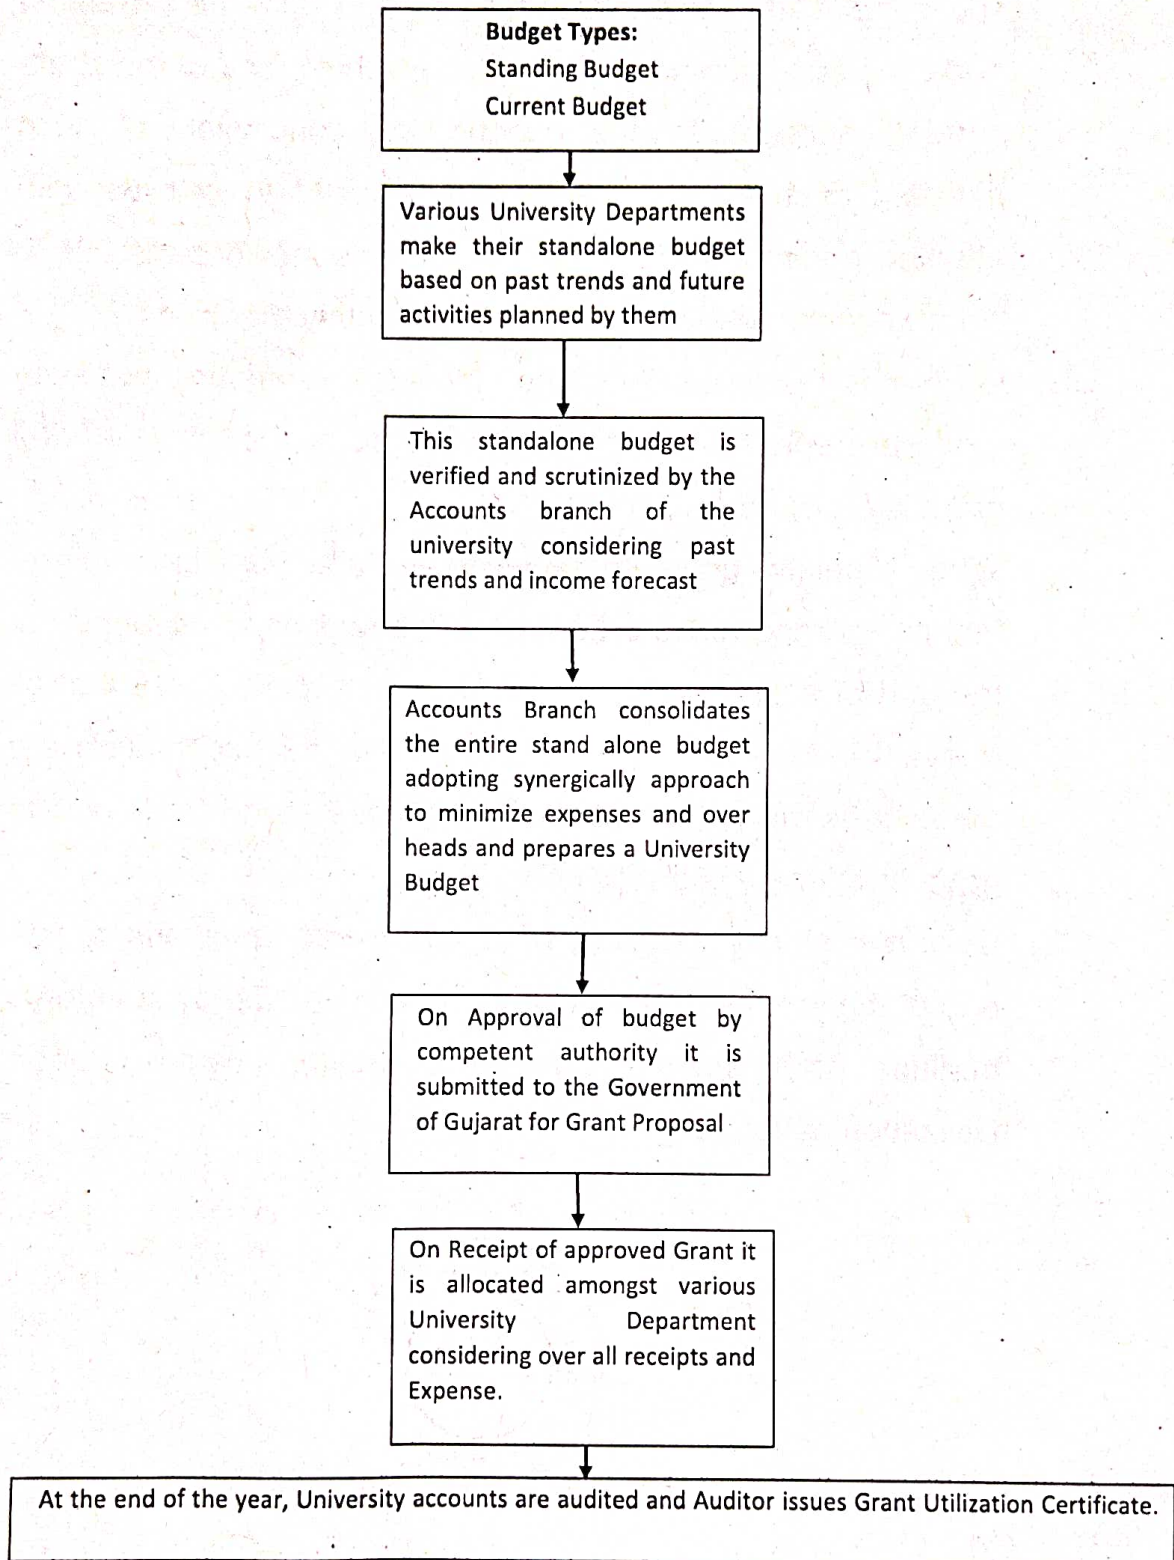 Budget Types:
Standing Budget
Current Budget
Various University Departments
make their standalone budget
based on past trends and future
activities planned by them
This standalone budget is
verified and scrutinized by the
Accounts branch of the
university considering past
trends and income forecast
Accounts Branch consolidates
the entire stand alone budget
adopting synergically approach
to minimize expenses and over
heads and prepares a University
Budget
On Approval of budget by
competent authority it is
submitted to the Government
of Gujarat for Grant Proposal
On Receipt of approved Grant it
is allocated amongst various
University Department
considering over all receipts and
Expense.
At the end of the year, University accounts are audited and Auditor issues Grant Utilization Certificate.